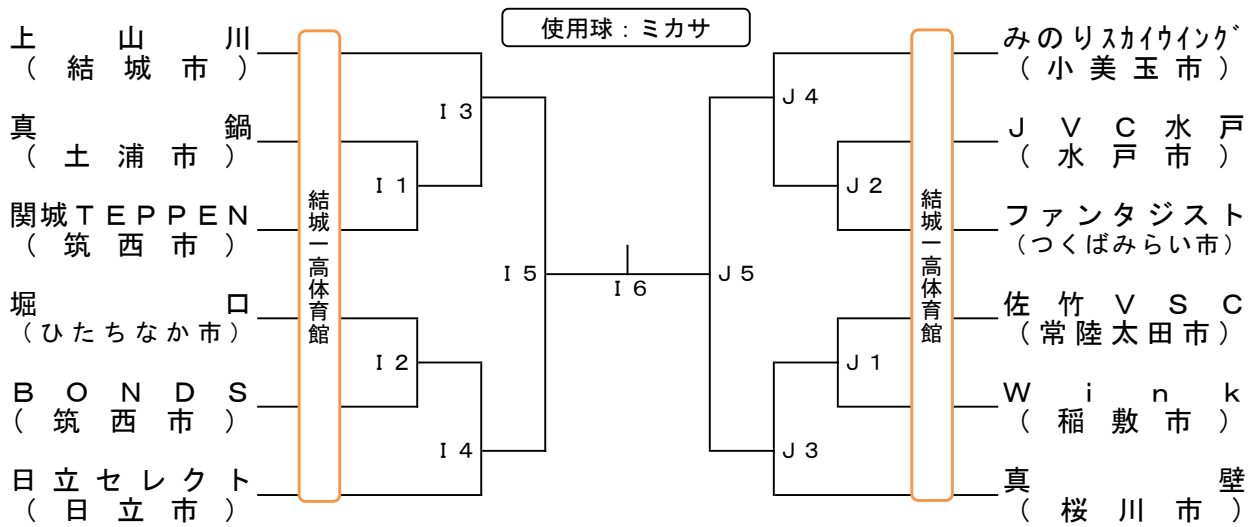 使用球：ミカサ
上山川
（結城市）
真鍋
（土浦市）
関城TEPPEN
（筑西市）
堀口
（ひたちなか市）
BONDS
（筑西市）
日立セレクト
（日立市）
結城一高体育館
I3
I1
I5
I2
I4
I6
J4
J2
J5
J1
J3
結城一高体育館
みのりｽｶｲｳｲﾝｸﾞ
（小美玉市）
JVC水戸
（水戸市）
ファンタジスト
（つくばみらい市）
佐竹VSC
（常陸太田市）
Wink
（稲敷市）
真壁
（桜川市）